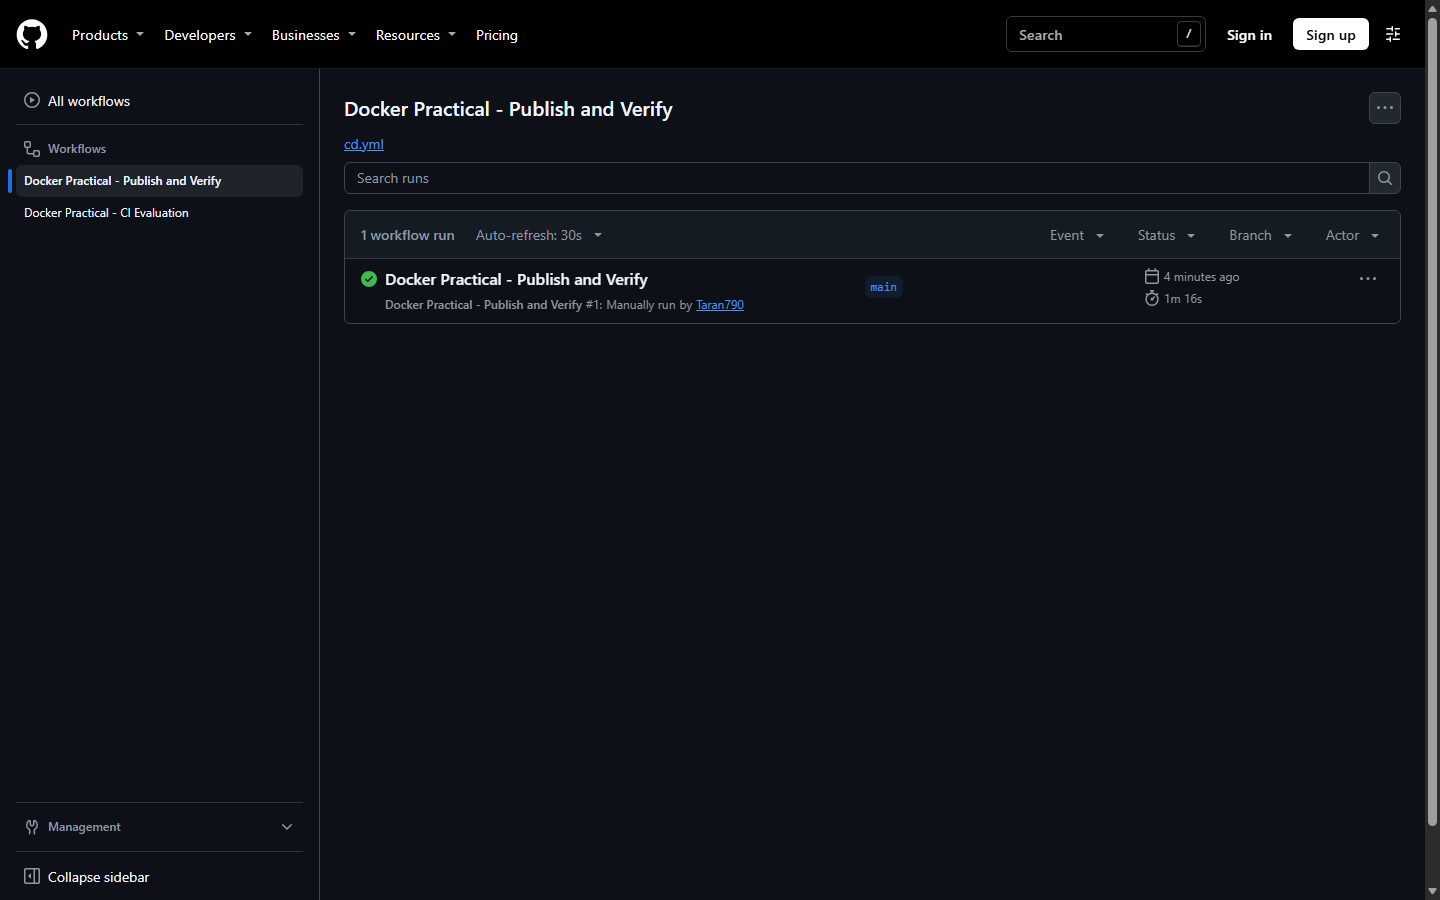 Products
Developers
Businesses
Resources
Pricing
Search
/
Sign in
Sign up
All workflows
Workflows
Docker Practical - Publish and Verify
Docker Practical - CI Evaluation
Management
Collapse sidebar
Docker Practical - Publish and Verify
cd.yml
Search runs
1 workflow run
Auto-refresh: 30s
Event
Status
Branch
Actor
Docker Practical - Publish and Verify
Docker Practical - Publish and Verify #1: Manually run by Taran790
main
4 minutes ago
1m 16s